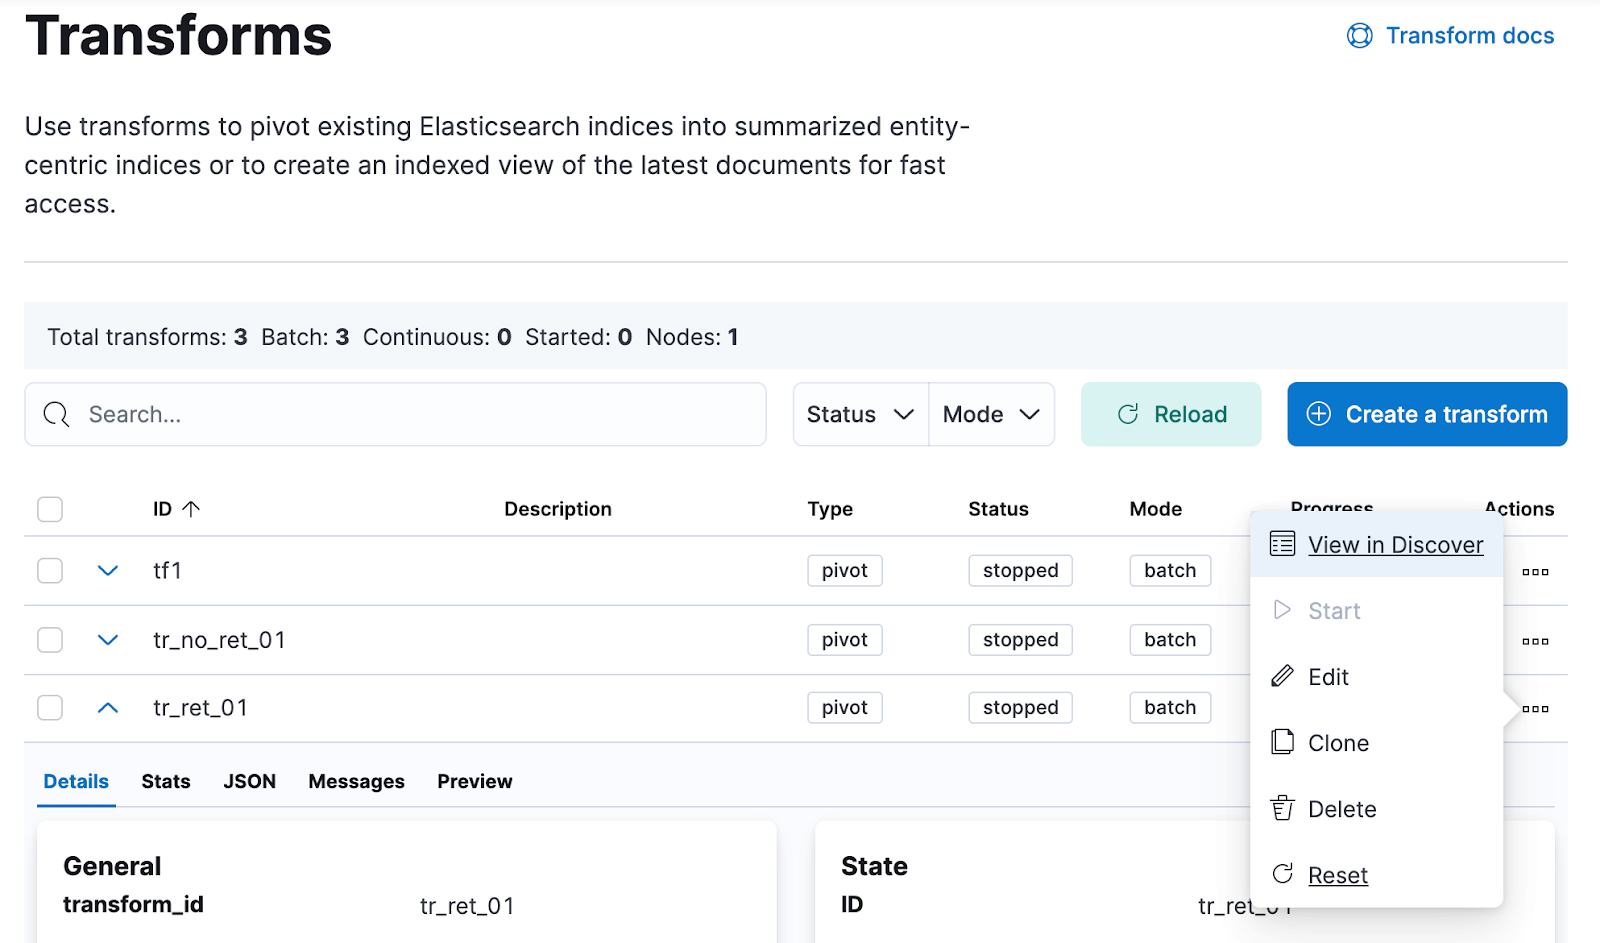 Transforms
Transform docs
Use transforms to pivot existing Elasticsearch indices into summarized entity-
centric indices or to create an indexed view of the latest documents for fast
access.
Total transforms: 3 Batch: 3 Continuous: 0 Started: 0 Nodes: 1
Search...
Status
Mode
Reload
Create a transform
ID Description Type Status Mode Progress Actions
tf1 pivot stopped batch
tr_no_ret_01 pivot stopped batch
tr_ret_01 pivot stopped batch
View in Discover
Start
Edit
Clone
Delete
Reset
Details Stats JSON Messages Preview
General
transform_id tr_ret_01
State
ID tr_ret_01